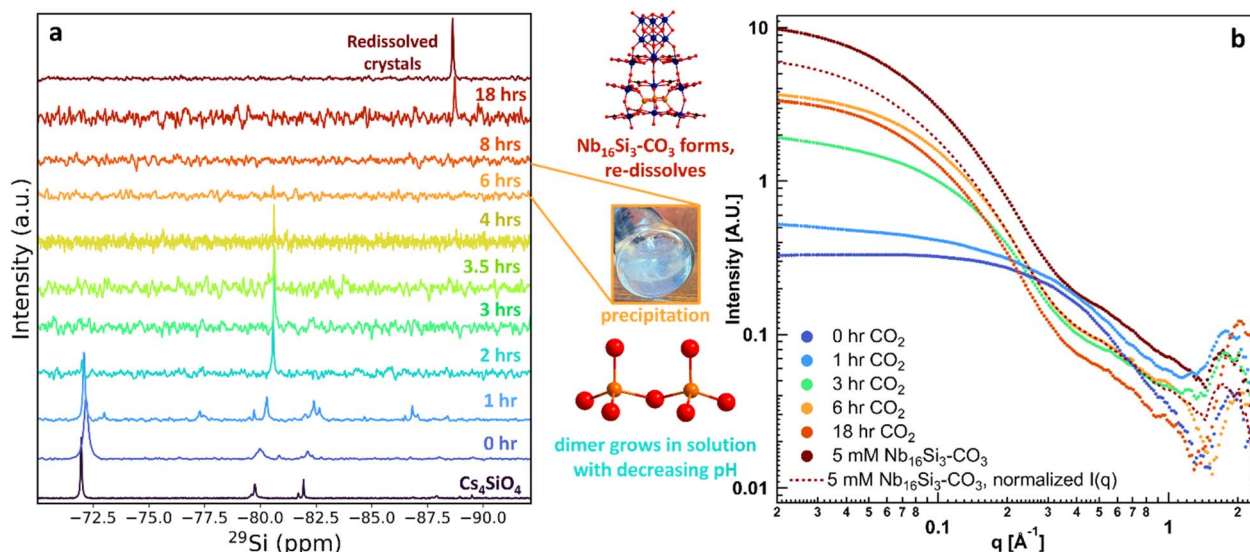 a
Redissolved
crystals
18 hrs
8 hrs
6 hrs
4 hrs
3.5 hrs
3 hrs
2 hrs
1 hr
0 hr
Cs₄SiO₄
Intensity (a.u.)
−72.5 −75.0 −77.5 −80.0 −82.5 −85.0 −87.5 −90.0
²⁹Si (ppm)
Nb₁₆Si₃-CO₃ forms,
re-dissolves
precipitation
dimer grows in solution
with decreasing pH
b
10
1
0.1
0.01
Intensity [A.U.]
0 hr CO₂
1 hr CO₂
3 hr CO₂
6 hr CO₂
18 hr CO₂
5 mM Nb₁₆Si₃-CO₃
5 mM Nb₁₆Si₃-CO₃, normalized I(q)
2 3 4 5 6 7 8 0.1 2 3 4 5 6 7 8 1 2
q [Å⁻¹]